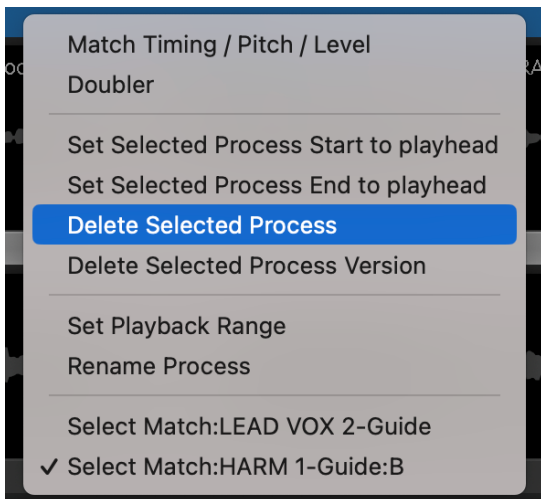 Match Timing / Pitch / Level
Doubler
Set Selected Process Start to playhead
Set Selected Process End to playhead
Delete Selected Process
Delete Selected Process Version
Set Playback Range
Rename Process
Select Match:LEAD VOX 2-Guide
✓ Select Match:HARM 1-Guide:B